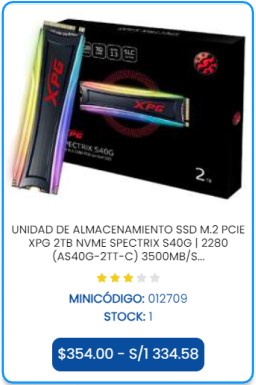 XPG
XPG
SPECTRIX S40G
2TB
UNIDAD DE ALMACENAMIENTO SSD M.2 PCIE
XPG 2TB NVME SPECTRIX S40G | 2280
(AS40G-2TT-C) 3500MB/S...
MINICÓDIGO: 012709
STOCK: 1
$354.00 - S/1 334.58